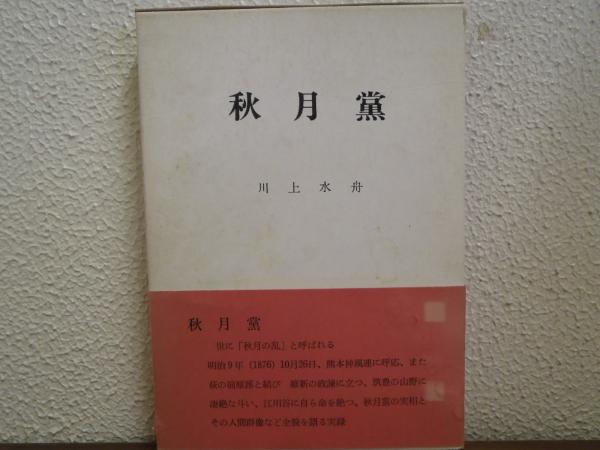 秋月黨
川上水舟
秋月黨
世に「秋月の乱」と呼ばれる
明治9年(1876)10月26日、熊本神風連に呼応、また
萩の前原派と結び 維新の政諫に立つ、筑豊の山野に
凄絶な斗い、江川谷に自ら命を絶つ、秋月黨の実相と
その人間群像など全貌を語る実録